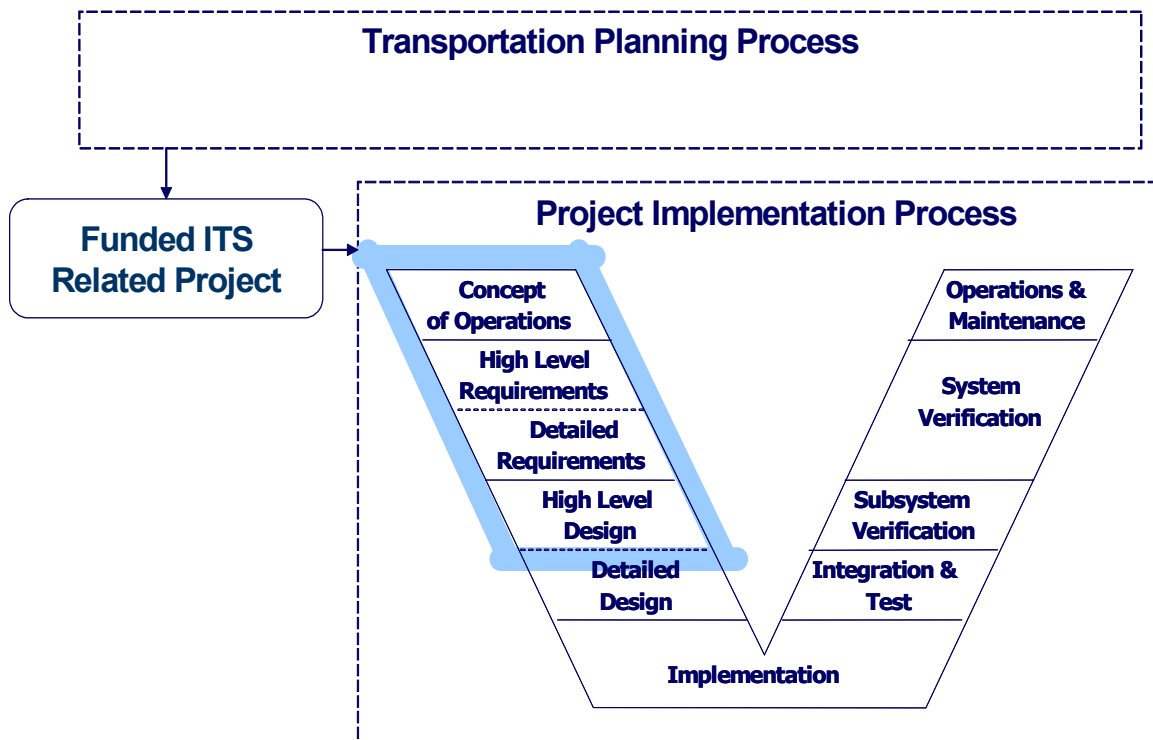 Transportation Planning Process
Funded ITS
Related Project
Project Implementation Process
Concept
of Operations
High Level
Requirements
Detailed
Requirements
High Level
Design
Detailed
Design
Implementation
Operations &
Maintenance
System
Verification
Subsystem
Verification
Integration &
Test